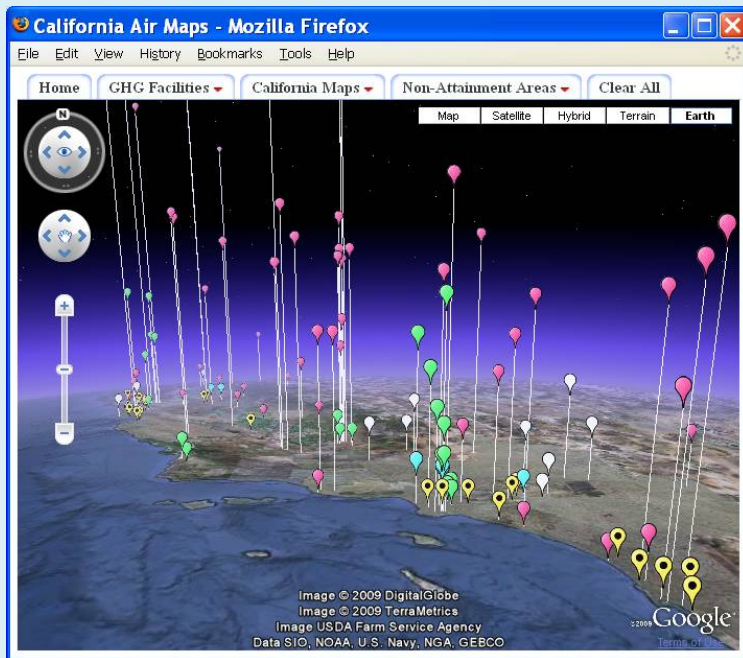 California Air Maps - Mozilla Firefox
File Edit View History Bookmarks Tools Help
Home GHG Facilities California Maps Non-Attainment Areas Clear All
Map Satellite Hybrid Terrain Earth
N
Image © 2009 DigitalGlobe
Image © 2009 TerraMetrics
Image USDA Farm Service Agency
Data SIO, NOAA, U.S. Navy, NGA, GEBCO
©2009 Google
Terms of Use